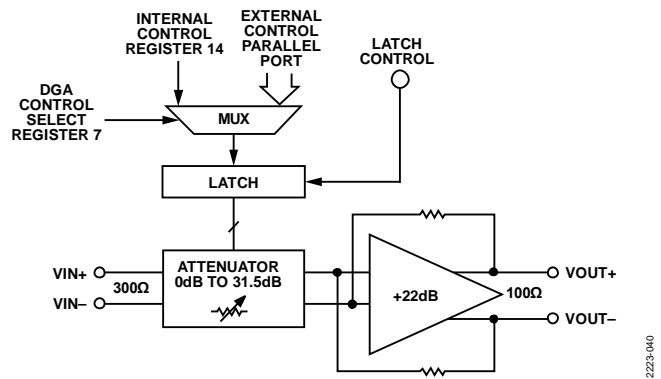 INTERNAL
CONTROL
REGISTER 14
EXTERNAL
CONTROL
PARALLEL
PORT
LATCH
CONTROL
DGA
CONTROL
SELECT
REGISTER 7
MUX
LATCH
VIN+
300Ω
VIN–
ATTENUATOR
0dB TO 31.5dB
+22dB
100Ω
VOUT+
VOUT–
2223-040